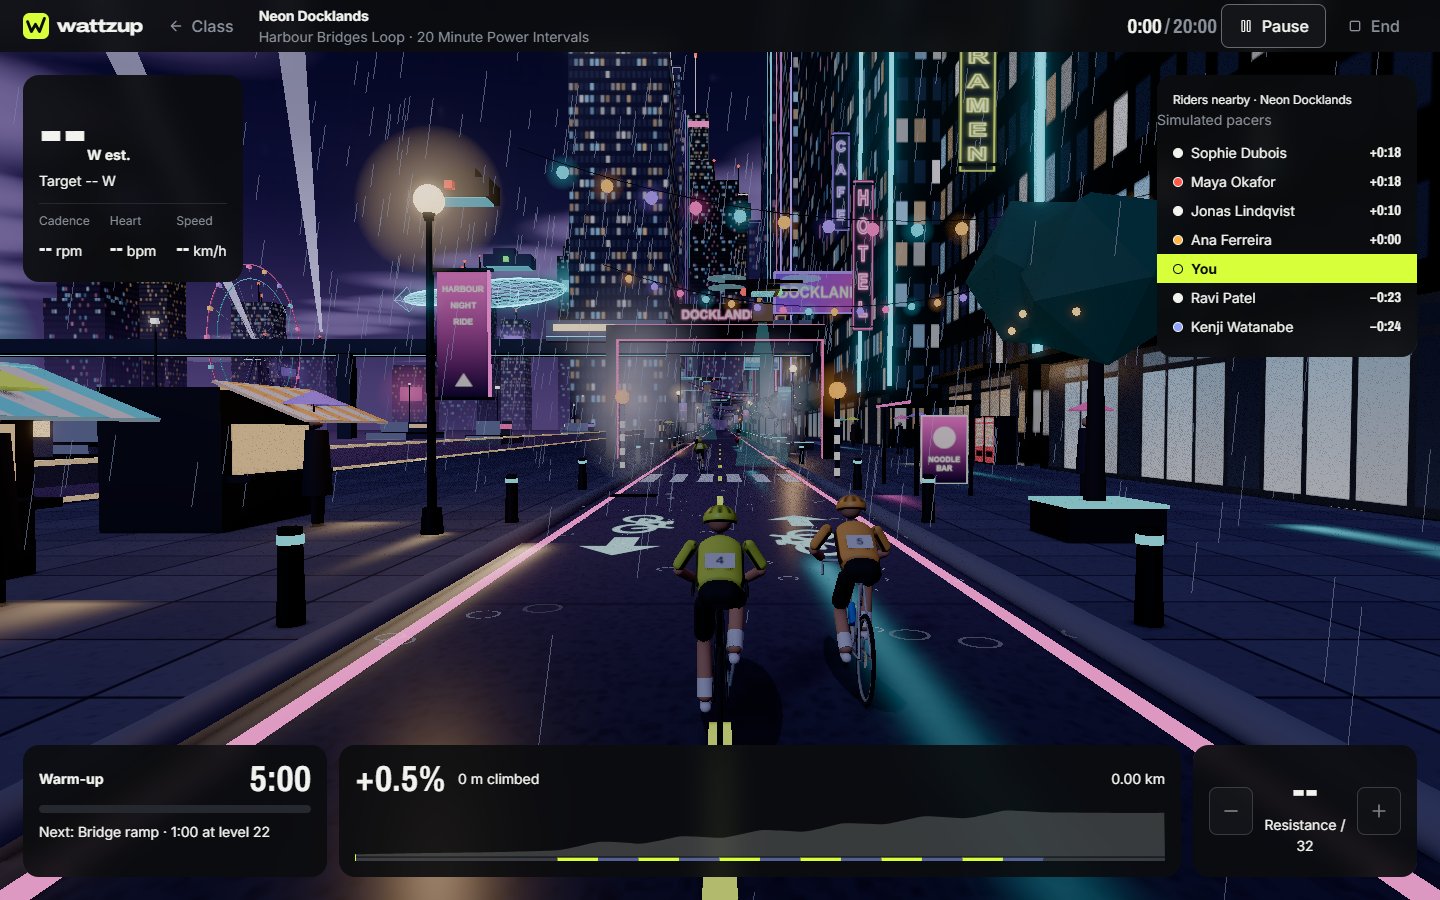 wattzup
Class
Neon Docklands
Harbour Bridges Loop · 20 Minute Power Intervals
0:00 / 20:00
Pause
End
-- W est.
Target -- W
Cadence Heart Speed
-- rpm -- bpm -- km/h
Riders nearby · Neon Docklands
Simulated pacers
Sophie Dubois +0:18
Maya Okafor +0:18
Jonas Lindqvist +0:10
Ana Ferreira +0:00
You
Ravi Patel −0:23
Kenji Watanabe −0:24
RAMEN
CAFE
HOTEL
HARBOUR
NIGHT
RIDE
NOODLE
BAR
4
5
Warm-up 5:00
Next: Bridge ramp · 1:00 at level 22
+0.5% 0 m climbed 0.00 km
--
Resistance /
32